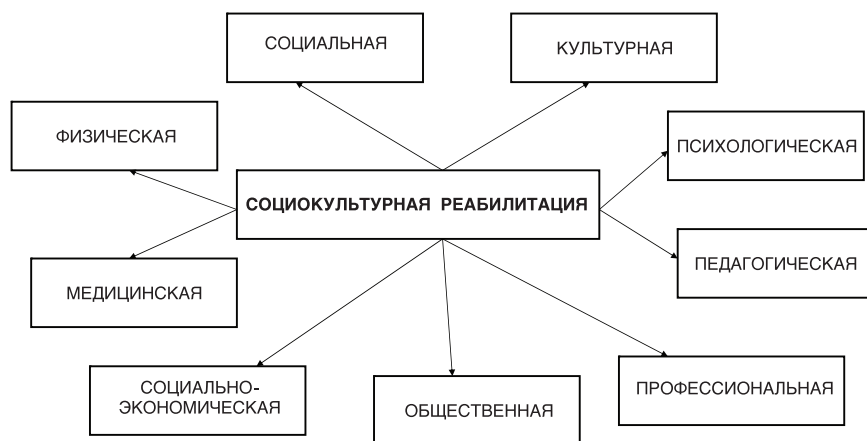 СОЦИАЛЬНАЯ
КУЛЬТУРНАЯ
ФИЗИЧЕСКАЯ
ПСИХОЛОГИЧЕСКАЯ
СОЦИОКУЛЬТУРНАЯ РЕАБИЛИТАЦИЯ
ПЕДАГОГИЧЕСКАЯ
МЕДИЦИНСКАЯ
СОЦИАЛЬНО-
ЭКОНОМИЧЕСКАЯ
ОБЩЕСТВЕННАЯ
ПРОФЕССИОНАЛЬНАЯ